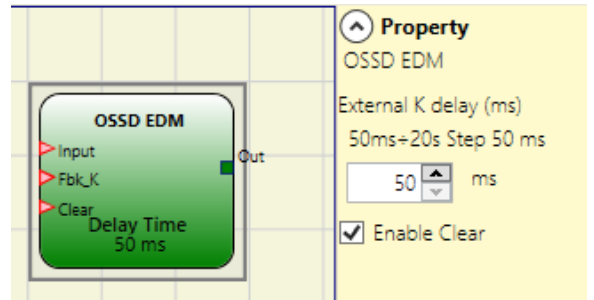 OSSD EDM
Input
Out
Fbk_K
Clear
Delay Time
50 ms
Property
OSSD EDM
External K delay (ms)
50ms÷20s Step 50 ms
50 ms
Enable Clear